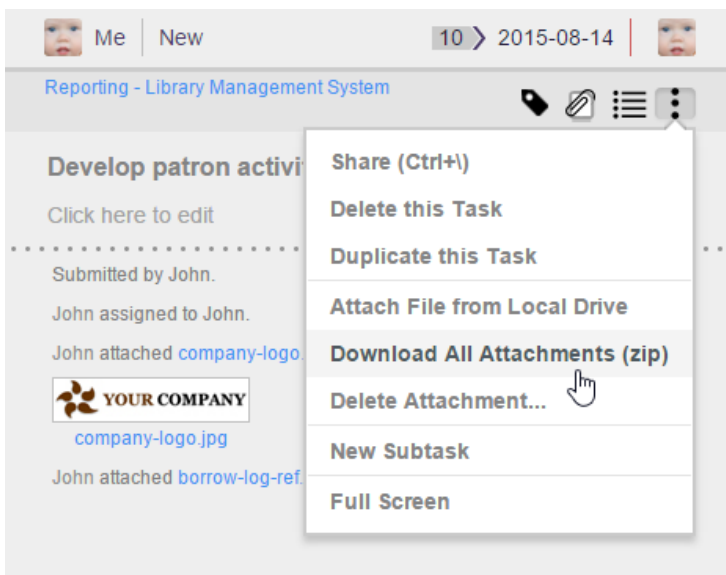 Me New 10 2015-08-14
Reporting - Library Management System
Develop patron activi
Click here to edit
Submitted by John.
John assigned to John.
John attached company-logo.
YOUR COMPANY
company-logo.jpg
John attached borrow-log-ref.
Share (Ctrl+\)
Delete this Task
Duplicate this Task
Attach File from Local Drive
Download All Attachments (zip)
Delete Attachment...
New Subtask
Full Screen